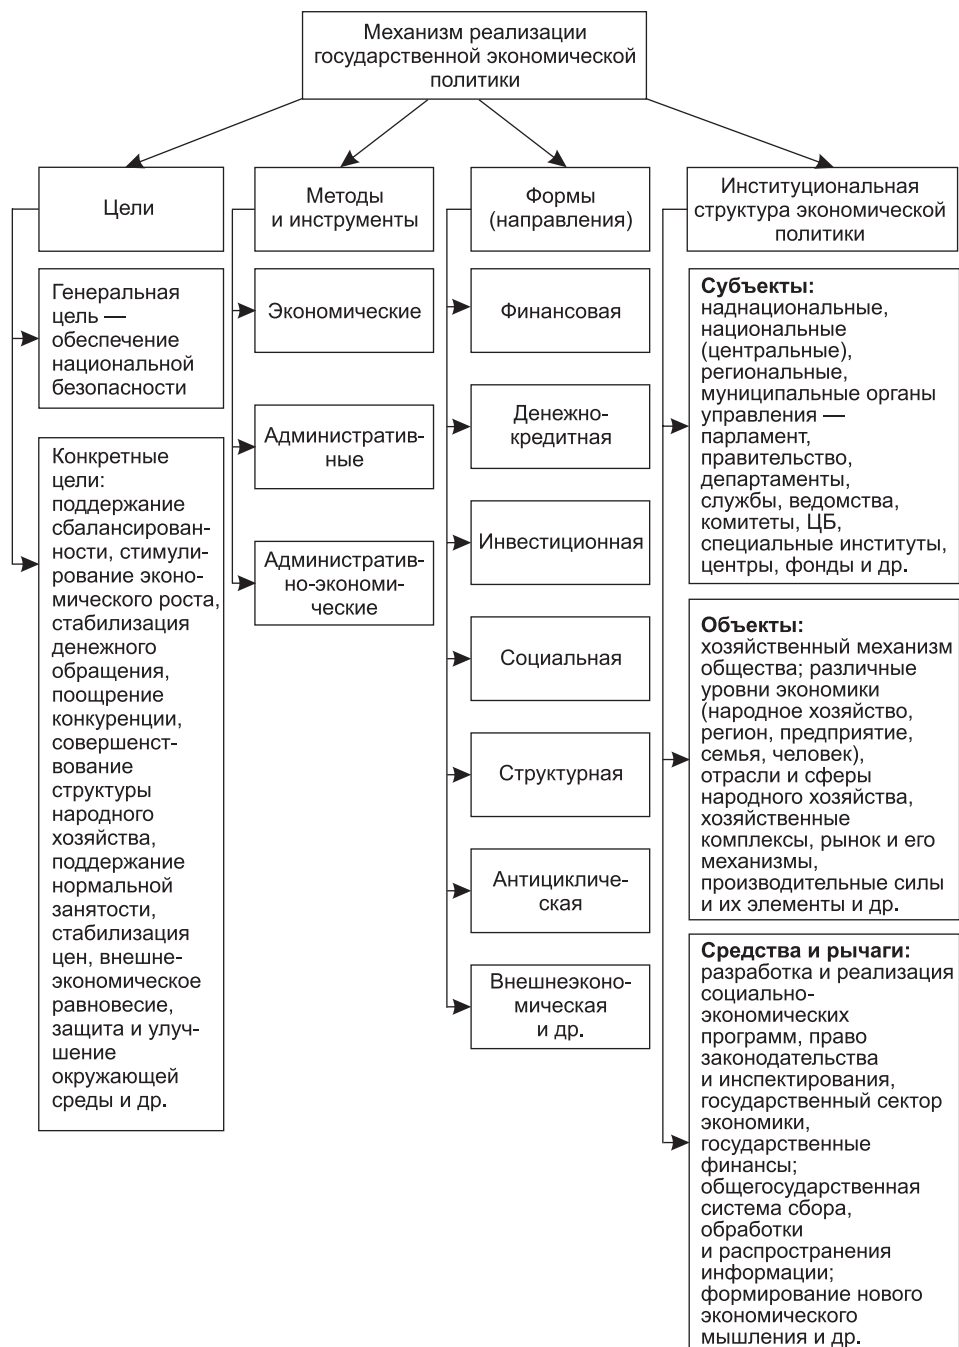 Механизм реализации
государственной экономической
политики
Цели
Генеральная
цель —
обеспечение
национальной
безопасности
Конкретные
цели:
поддержание
сбалансирован-
ности, стимули-
рование эконо-
мического роста,
стабилизация
денежного
обращения,
поощрение
конкуренции,
совершенст-
вование
структуры
народного
хозяйства,
поддержание
нормальной
занятости,
стабилизация
цен, внешне-
экономическое
равновесие,
защита и улуч-
шение
окружающей
среды и др.
Методы
и инструменты
Экономические
Административ-
ные
Административ-
но-экономи-
ческие
Формы
(направления)
Финансовая
Денежно-
кредитная
Инвестиционная
Социальная
Структурная
Антицикличе-
ская
Внешнеэконо-
мическая
и др.
Институциональная
структура экономической
политики
Субъекты:
наднациональные,
национальные
(центральные),
региональные,
муниципальные органы
управления —
парламент,
правительство,
департаменты,
службы, ведомства,
комитеты, ЦБ,
специальные институты,
центры, фонды и др.
Объекты:
хозяйственный механизм
общества; различные
уровни экономики
(народное хозяйство,
регион, предприятие,
семья, человек),
отрасли и сферы
народного хозяйства,
хозяйственные
комплексы, рынок и его
механизмы,
производительные силы
и их элементы и др.
Средства и рычаги:
разработка и реализация
социально-
экономических
программ, право
законодательства
и инспектирования,
государственный сектор
экономики,
государственные
финансы;
общегосударственная
система сбора,
обработки
и распространения
информации;
формирование нового
экономического
мышления и др.